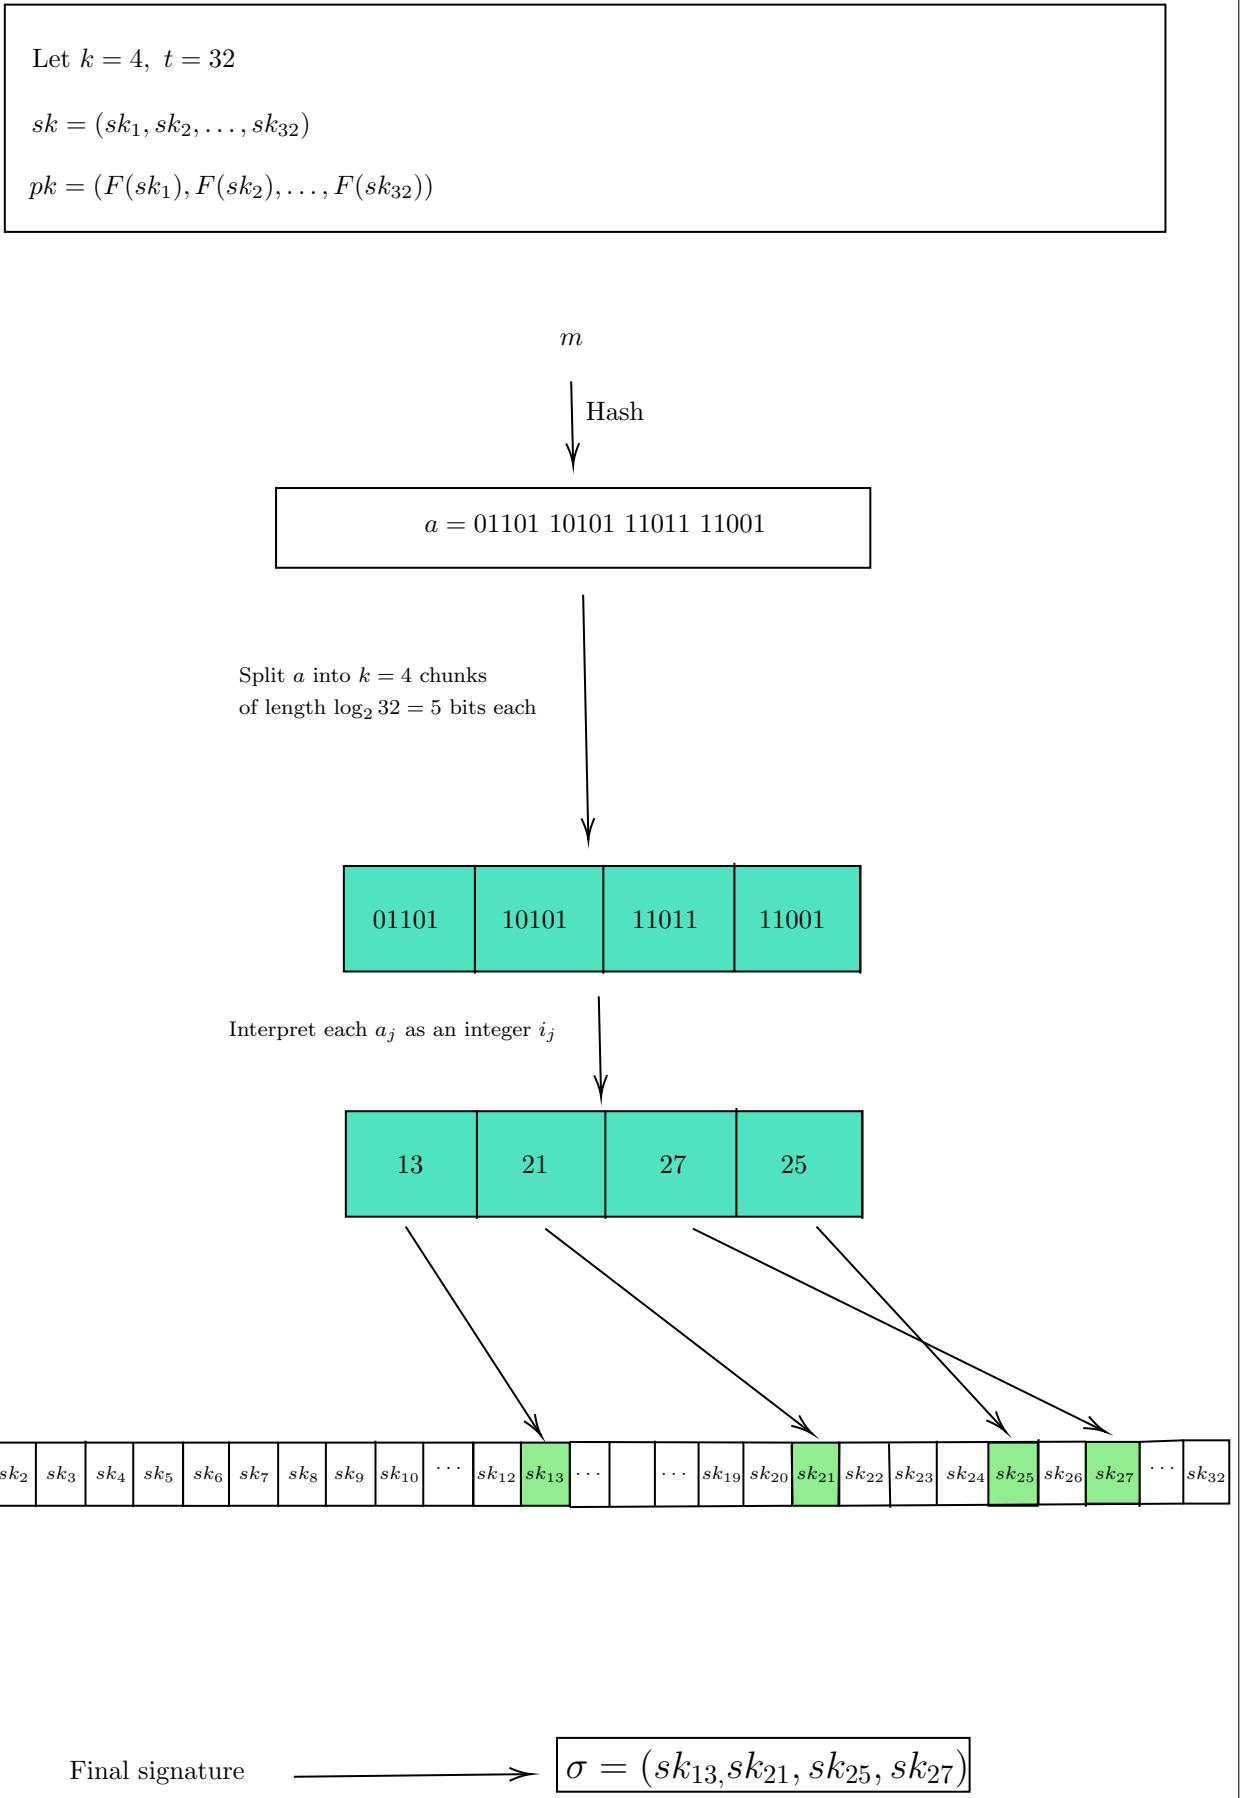 Let k = 4, t = 32
sk = (sk₁, sk₂, . . . , sk₃₂)
pk = (F(sk₁), F(sk₂), . . . , F(sk₃₂))
m
Hash
a = 01101 10101 11011 11001
Split a into k = 4 chunks
of length log₂ 32 = 5 bits each
01101 10101 11011 11001
Interpret each aⱼ as an integer iⱼ
13 21 27 25
sk₂ sk₃ sk₄ sk₅ sk₆ sk₇ sk₈ sk₉ sk₁₀ · · · sk₁₂ sk₁₃ · · · · · · sk₁₉ sk₂₀ sk₂₁ sk₂₂ sk₂₃ sk₂₄ sk₂₅ sk₂₆ sk₂₇ · · · sk₃₂
Final signature σ = (sk₁₃,sk₂₁, sk₂₅, sk₂₇)